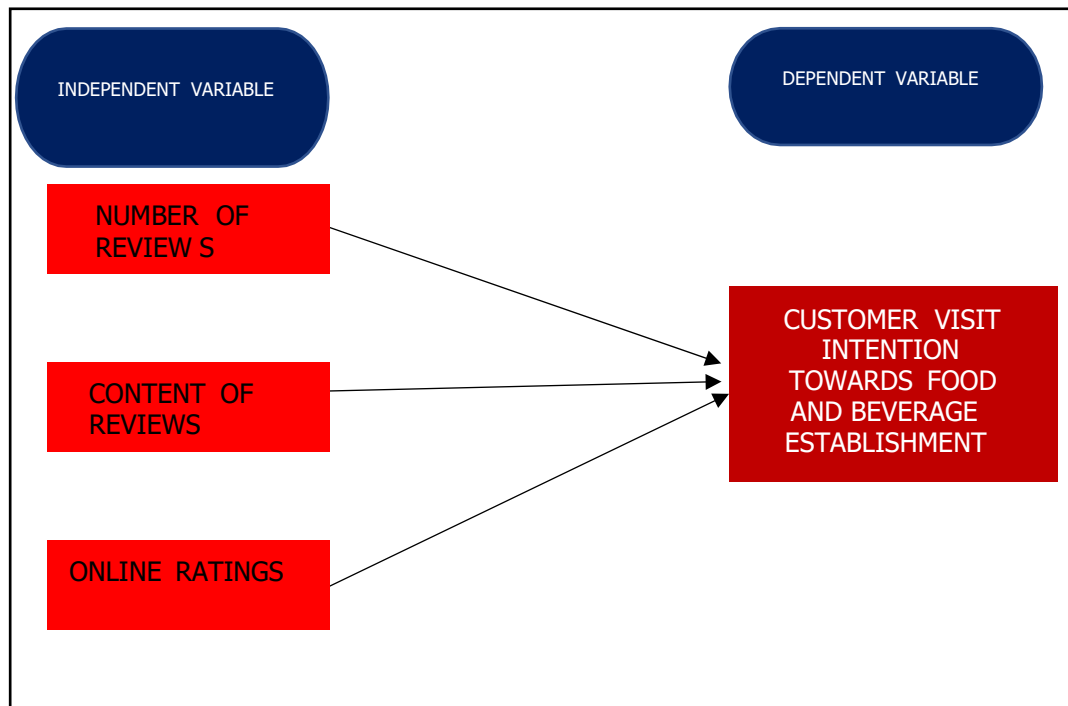 INDEPENDENT VARIABLE
DEPENDENT VARIABLE
NUMBER OF
REVIEW S
CONTENT OF
REVIEWS
ONLINE RATINGS
CUSTOMER VISIT
INTENTION
TOWARDS FOOD
AND BEVERAGE
ESTABLISHMENT